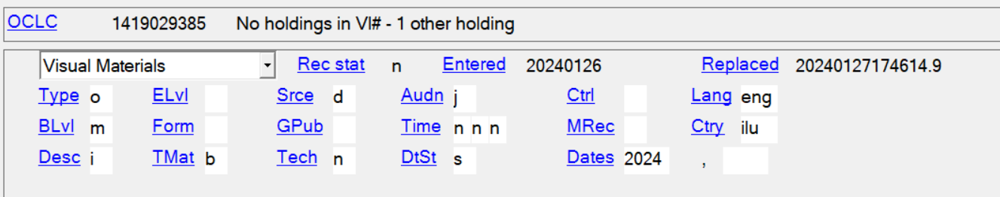 OCLC 1419029385 No holdings in VI# - 1 other holding
Visual Materials Rec stat n Entered 20240126 Replaced 20240127174614.9
Type o ELvl Srce d Audn j Ctrl Lang eng
BLvl m Form GPub Time n n n MRec Ctry ilu
Desc i TMat b Tech n DtSt s Dates 2024 ,